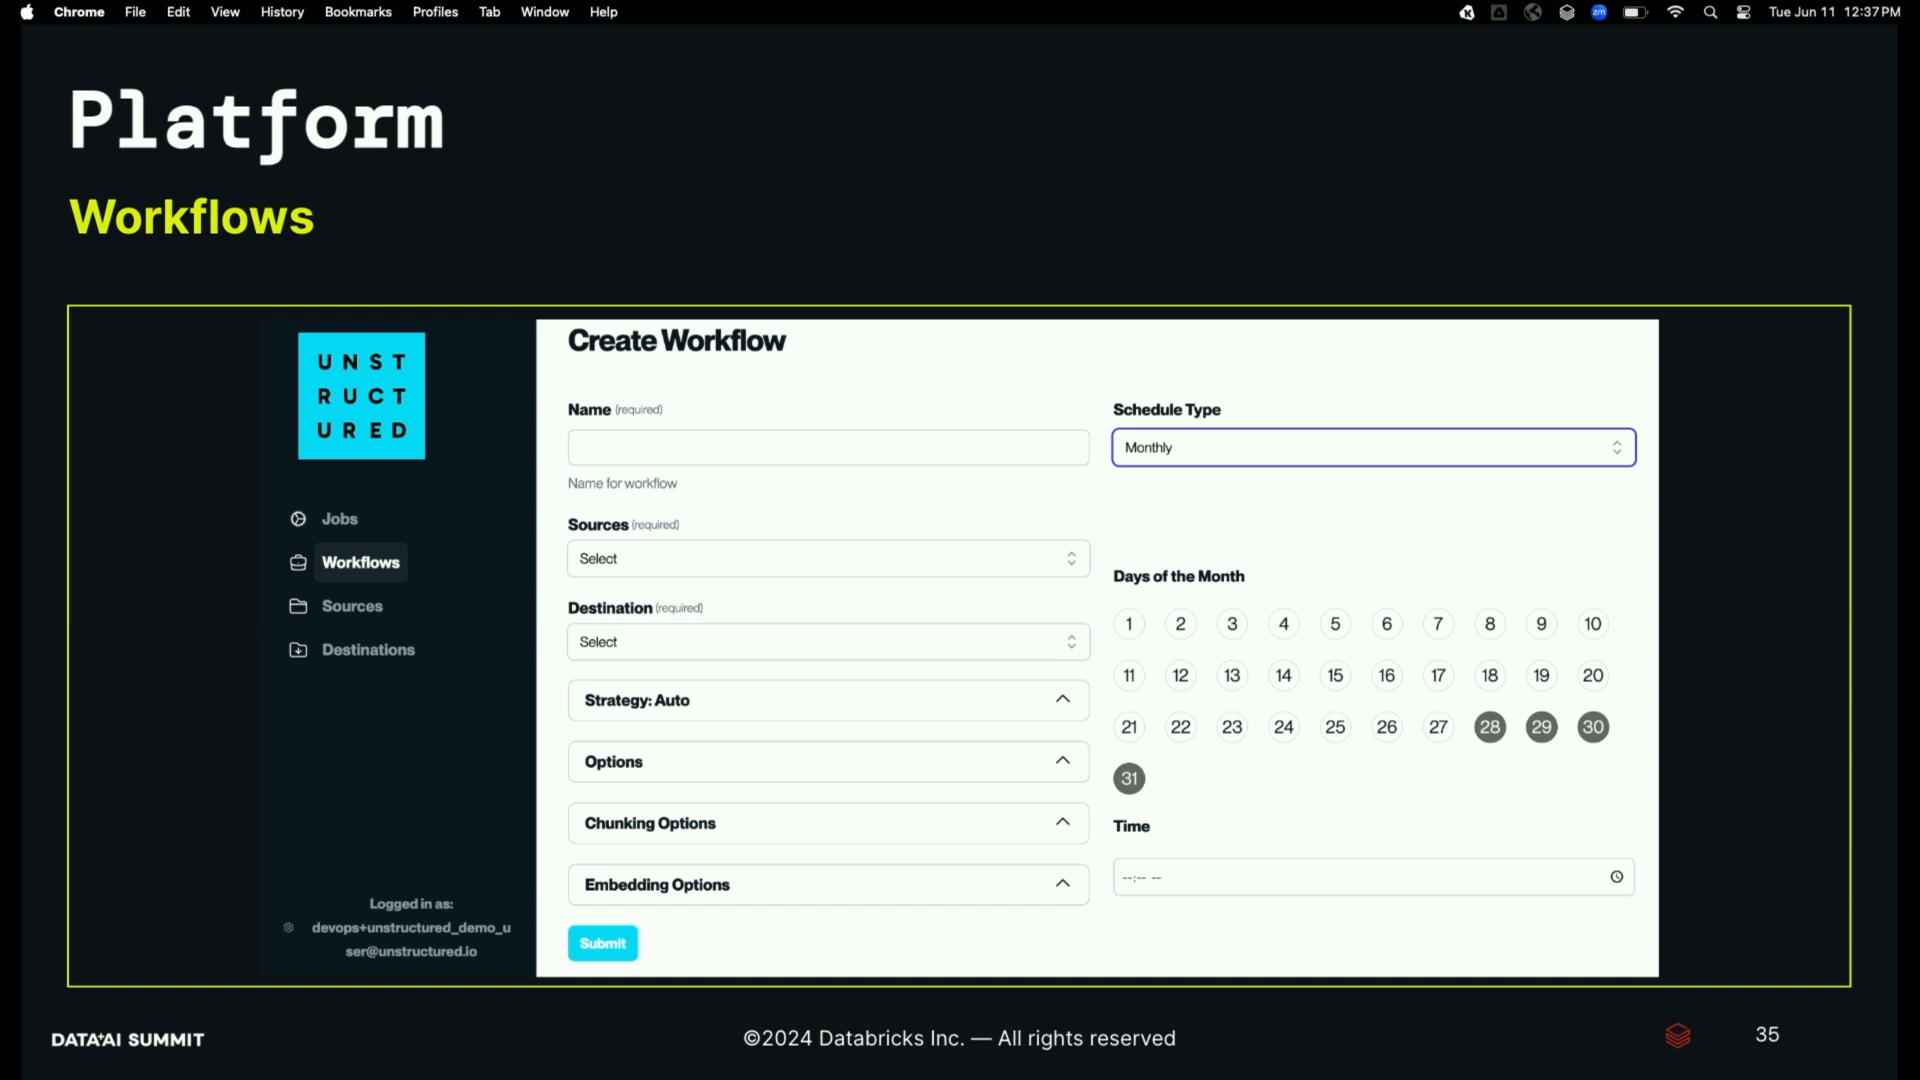 Chrome File Edit View History Bookmarks Profiles Tab Window Help
zm
Tue Jun 11 12:37 PM
Platform
Workflows
UNST
RUCT
URED
Jobs
Workflows
Sources
Destinations
Logged in as:
devops+unstructured_demo_u
ser@unstructured.io
Create Workflow
Name (required)
Name for workflow
Sources (required)
Select
Destination (required)
Select
Strategy: Auto
Options
Chunking Options
Embedding Options
Submit
Schedule Type
Monthly
Days of the Month
1 2 3 4 5 6 7 8 9 10
11 12 13 14 15 16 17 18 19 20
21 22 23 24 25 26 27 28 29 30
31
Time
--:-- --
DATA+AI SUMMIT
©2024 Databricks Inc. — All rights reserved
35